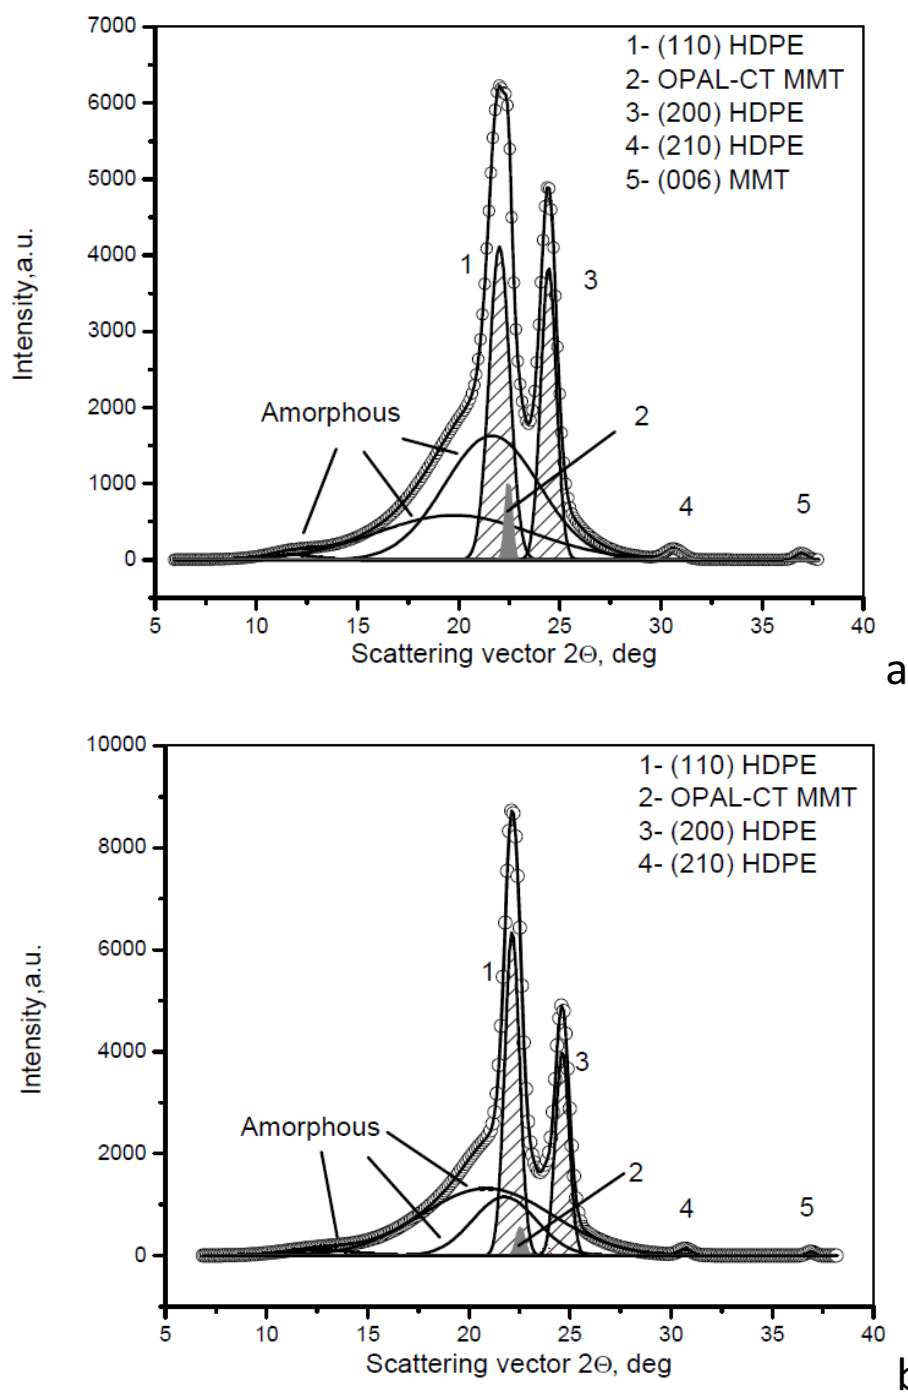 7000
6000
5000
4000
3000
2000
1000
0
Intensity,a.u.
1- (110) HDPE
2- OPAL-CT MMT
3- (200) HDPE
4- (210) HDPE
5- (006) MMT
1
3
Amorphous
2
4
5
5 10 15 20 25 30 35 40
Scattering vector 2Θ, deg
a
10000
8000
6000
4000
2000
0
Intensity,a.u.
1- (110) HDPE
2- OPAL-CT MMT
3- (200) HDPE
4- (210) HDPE
1
3
Amorphous
2
4
5
5 10 15 20 25 30 35 40
Scattering vector 2Θ, deg
b